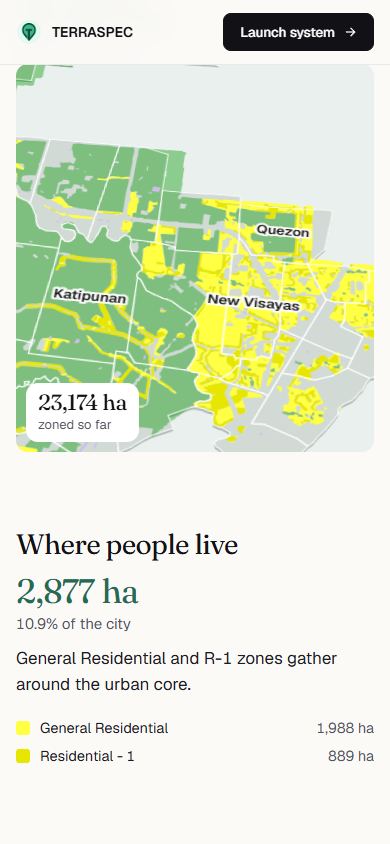 TERRASPEC
Launch system →
Quezon
Katipunan
New Visayas
23,174 ha
zoned so far
Where people live
2,877 ha
10.9% of the city
General Residential and R-1 zones gather
around the urban core.
General Residential 1,988 ha
Residential - 1 889 ha